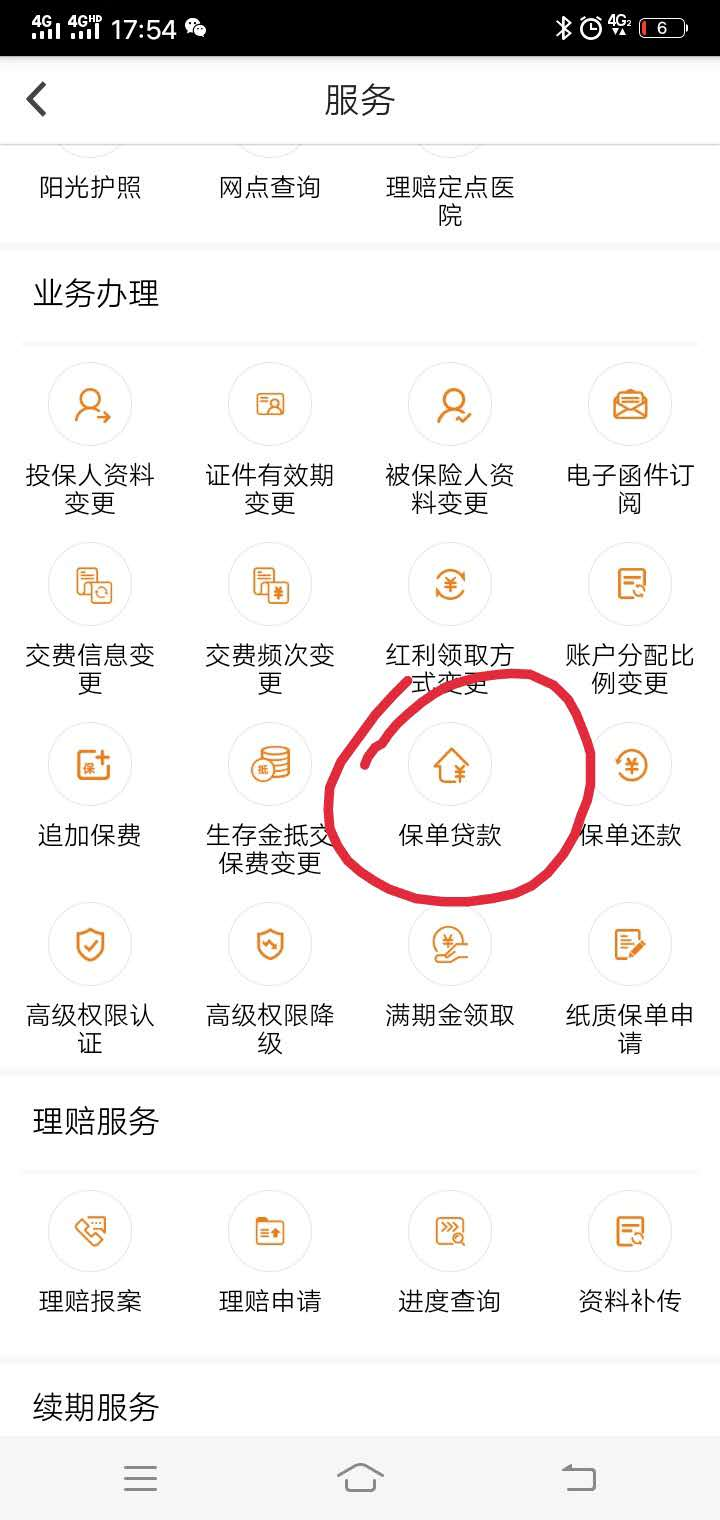 4G 4GHD 17:54 4G2 6
服务
阳光护照 网点查询 理赔定点医
院
业务办理
投保人资料 证件有效期 被保险人资 电子函件订
变更 变更 料变更 阅
交费信息变 交费频次变 红利领取方 账户分配比
更 更 式变更 例变更
保 抵
追加保费 生存金抵交 保单贷款 保单还款
保费变更
高级权限认 高级权限降 满期金领取 纸质保单申
证 级 请
理赔服务
理赔报案 理赔申请 进度查询 资料补传
续期服务